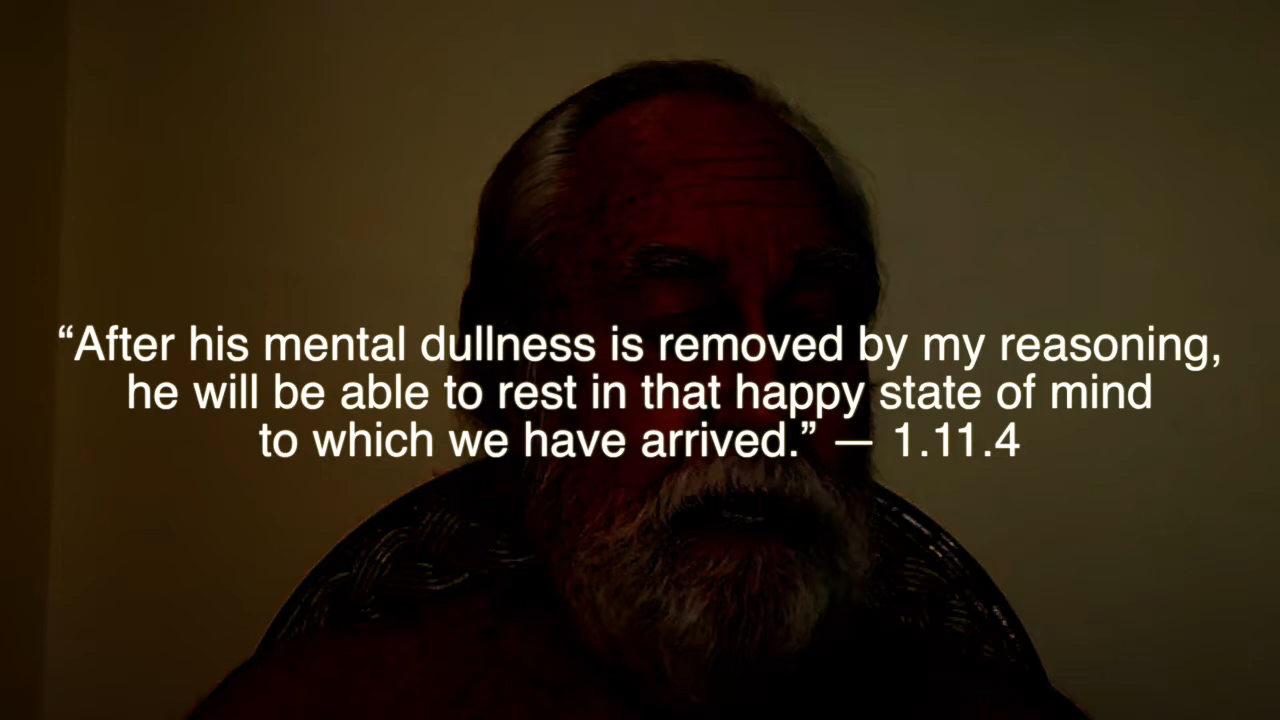 “After his mental dullness is removed by my reasoning,
he will be able to rest in that happy state of mind
to which we have arrived.” — 1.11.4